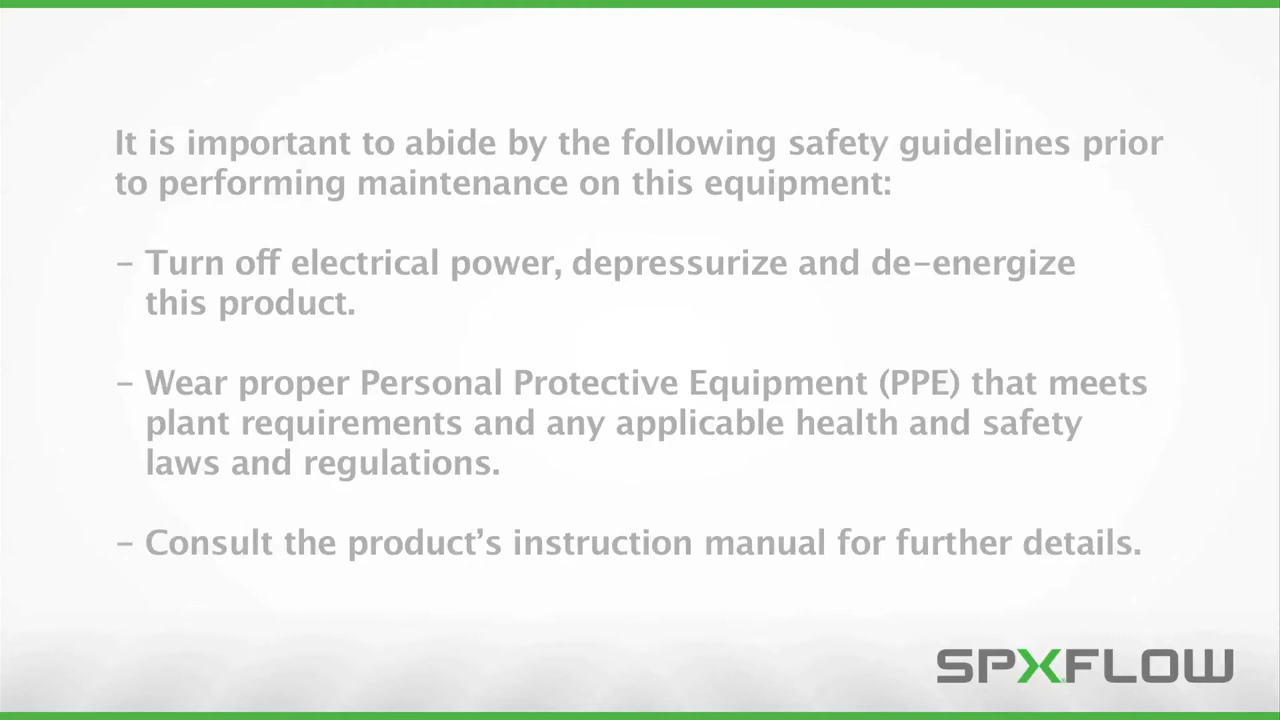 It is important to abide by the following safety guidelines prior
to performing maintenance on this equipment:
- Turn off electrical power, depressurize and de-energize
this product.
- Wear proper Personal Protective Equipment (PPE) that meets
plant requirements and any applicable health and safety
laws and regulations.
- Consult the product’s instruction manual for further details.
SPXFLOW